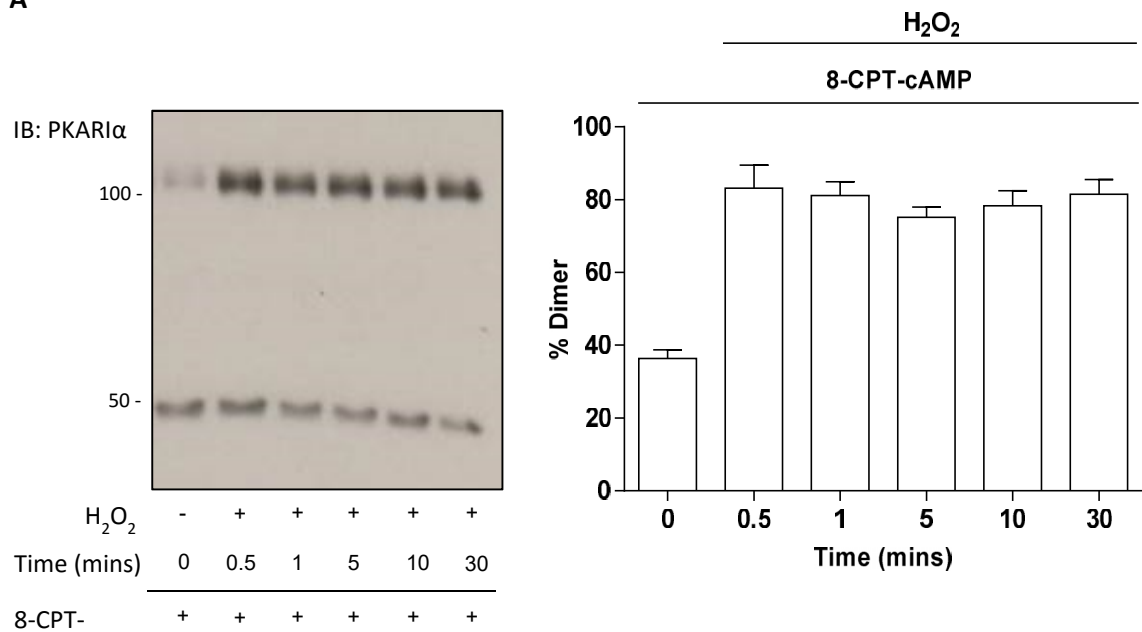 A
IB: PKARIα
100 -
50 -
H₂O₂ - + + + + +
Time (mins) 0 0.5 1 5 10 30
8-CPT- + + + + + +
H₂O₂
8-CPT-cAMP
% Dimer
100
80
60
40
20
0
0 0.5 1 5 10 30
Time (mins)